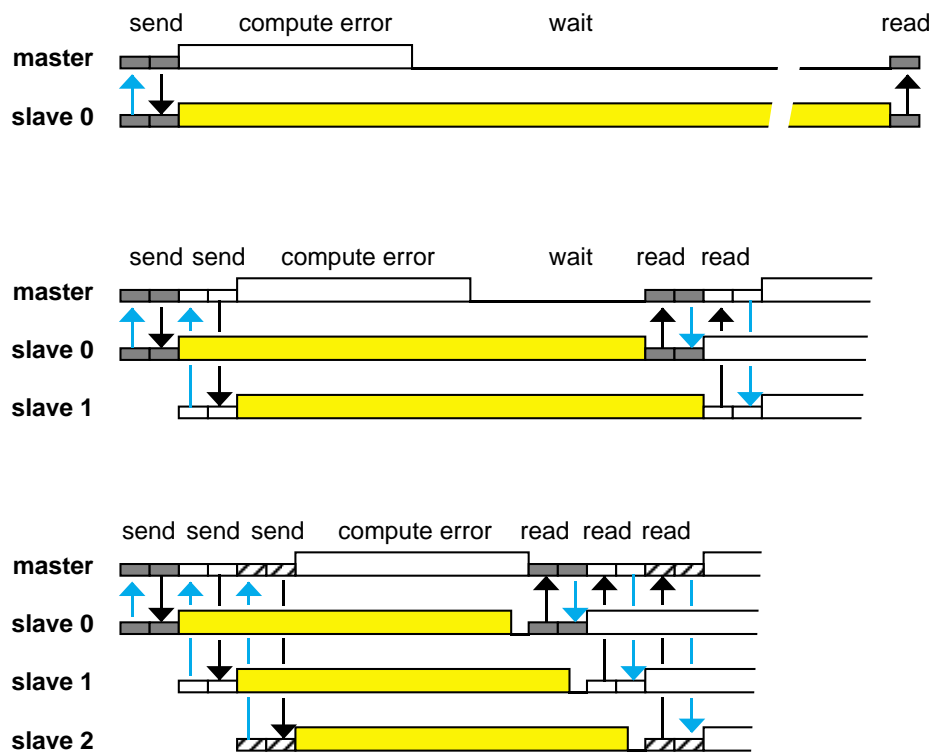 send compute error wait read
master
slave 0
send send compute error wait read read
master
slave 0
slave 1
send send send compute error read read read
master
slave 0
slave 1
slave 2